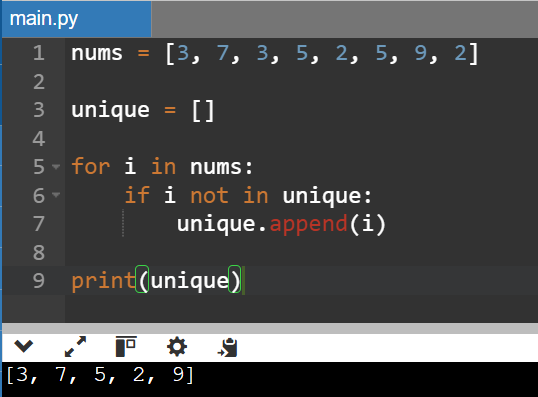 main.py
1 nums = [3, 7, 3, 5, 2, 5, 9, 2]
2
3 unique = []
4
5 for i in nums:
6     if i not in unique:
7         unique.append(i)
8
9 print(unique)
[3, 7, 5, 2, 9]